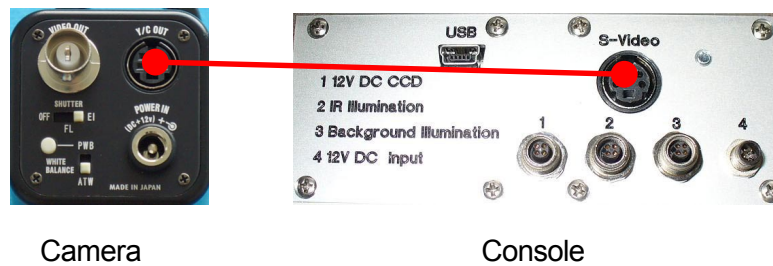 VIDEO OUT
Y/C OUT
SHUTTER
OFF
EI
FL
POWER IN
(DC+12v)
PWB
WHITE
BALANCE
ATW
MADE IN JAPAN
USB
S-Video
1 12V DC CCD
2 IR Illumination
3 Background Illumination
4 12V DC Input
1 2 3 4
Camera
Console